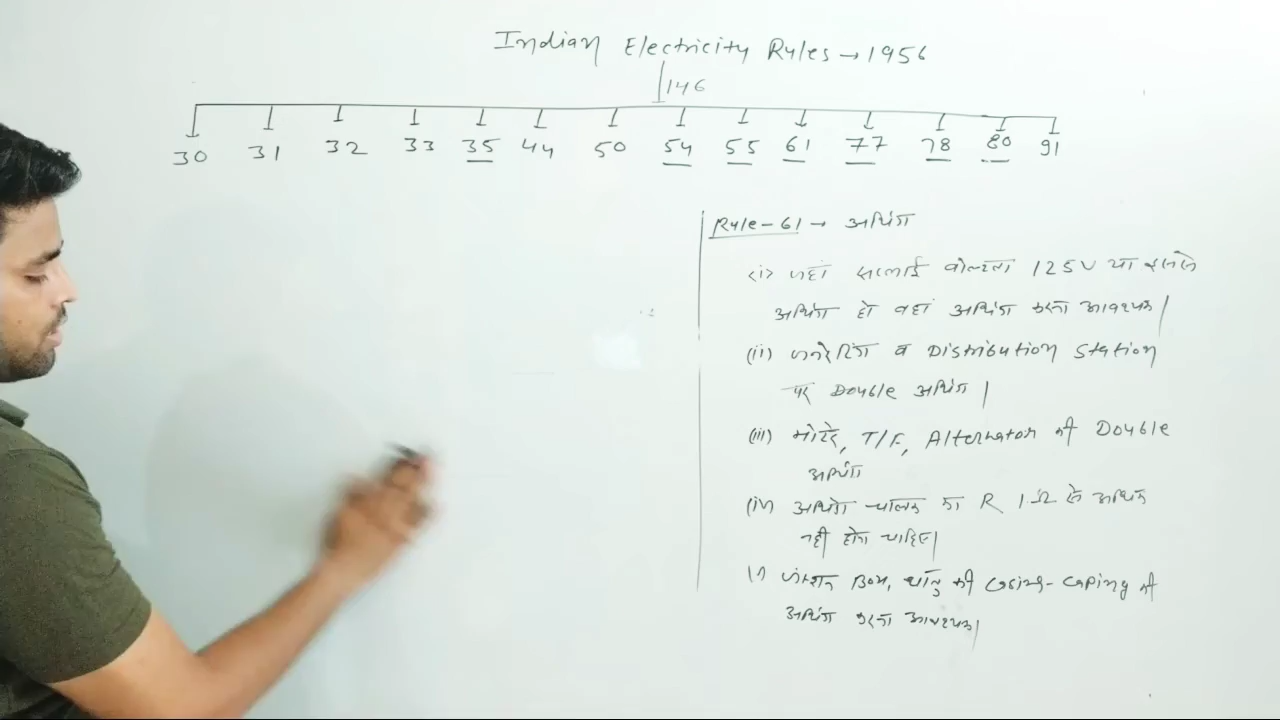 Indian Electricity Rules → 1956
146
30 31 32 33 35 44 50 54 55 61 77 78 80 91
Rule-61 → अर्थिंग
(i) जहां सप्लाई वोल्टता 125V या इससे
अधिक हो वहां अर्थिंग करना आवश्यक।
(ii) जनरेटिंग व Distribution Station
पर Double अर्थिंग।
(iii) मोटर, T/F, Alternator की Double
अर्थिंग
(iv) अर्थिंग चालक का R 1Ω से अधिक
नहीं होना चाहिए।
जंक्शन Box, धातु की Casing-Caping की
अर्थिंग करना आवश्यक।